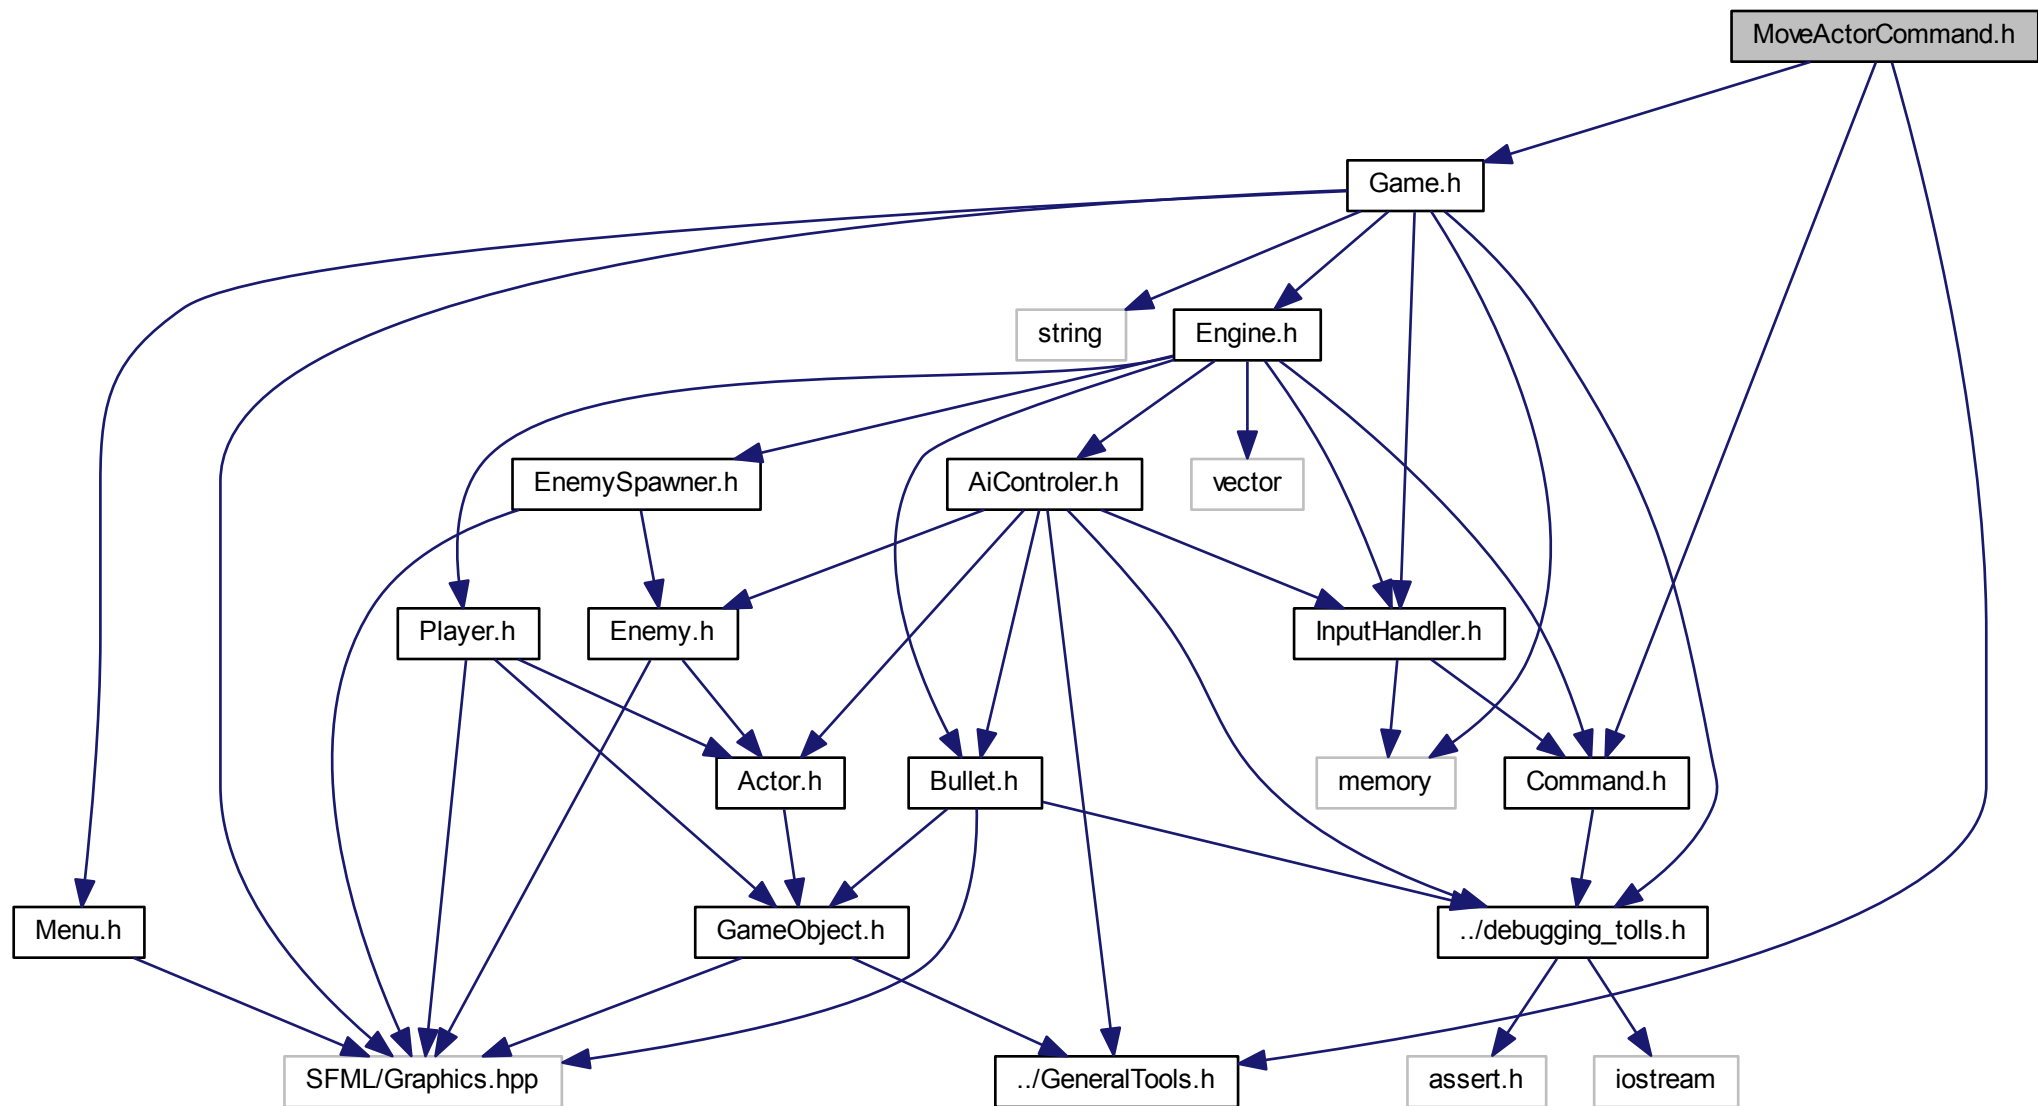 MoveActorCommand.h
Game.h
string
Engine.h
EnemySpawner.h
AiControler.h
vector
Player.h
Enemy.h
InputHandler.h
Actor.h
Bullet.h
memory
Command.h
Menu.h
GameObject.h
../debugging_tolls.h
SFML/Graphics.hpp
../GeneralTools.h
assert.h
iostream